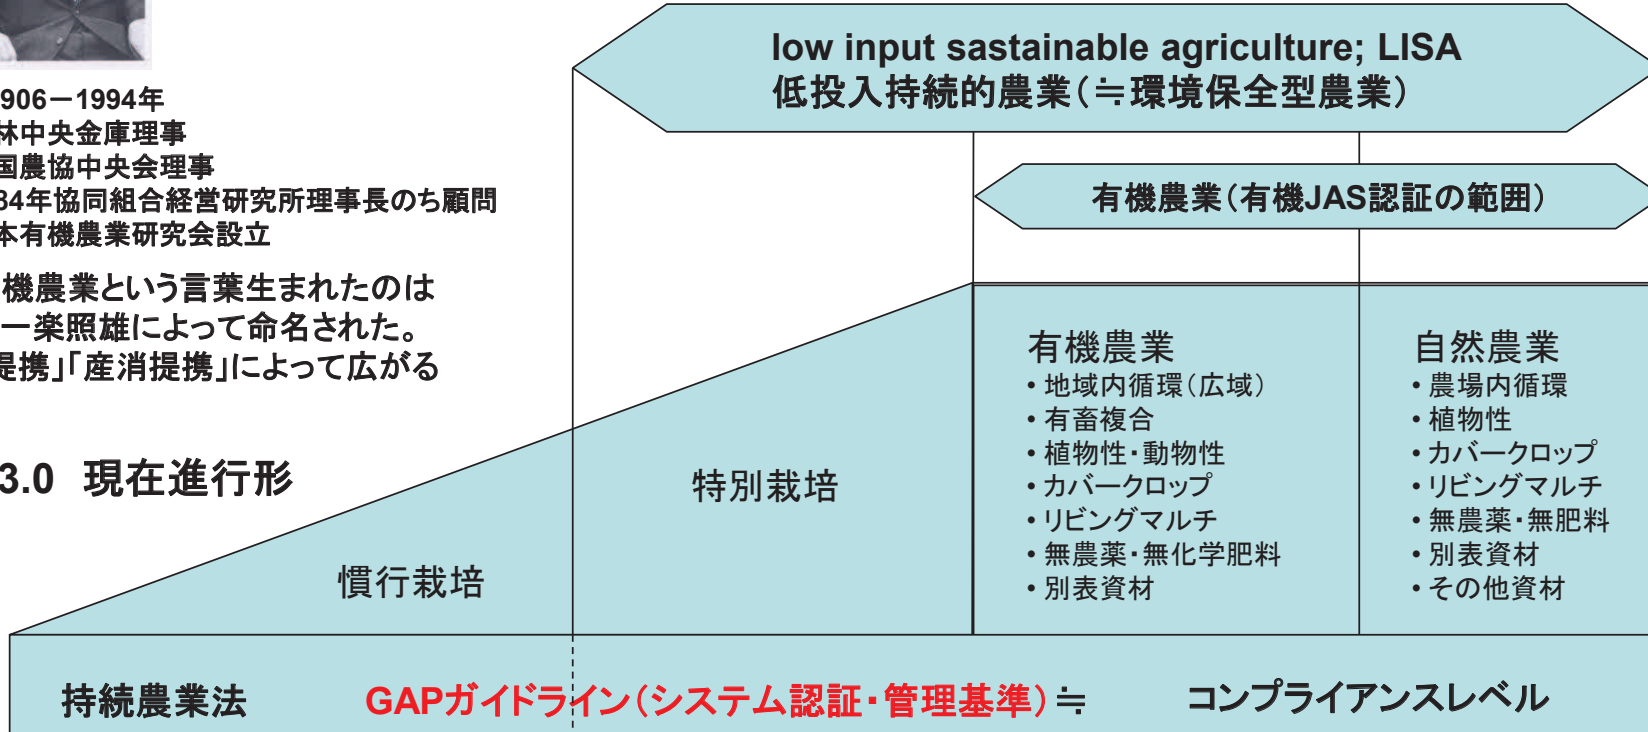 low input sastainable agriculture; LISA
低投入持続的農業(≒環境保全型農業)
有機農業(有機JAS認証の範囲)
906－1994年
林中央金庫理事
国農協中央会理事
84年協同組合経営研究所理事長のち顧問
本有機農業研究会設立
機農業という言葉生まれたのは
一楽照雄によって命名された。
提携」「産消提携」によって広がる
3.0 現在進行形
慣行栽培
特別栽培
有機農業
・地域内循環(広域)
・有畜複合
・植物性・動物性
・カバークロップ
・リビングマルチ
・無農薬・無化学肥料
・別表資材
自然農業
・農場内循環
・植物性
・カバークロップ
・リビングマルチ
・無農薬・無肥料
・別表資材
・その他資材
持続農業法 GAPガイドライン(システム認証・管理基準)≒ コンプライアンスレベル